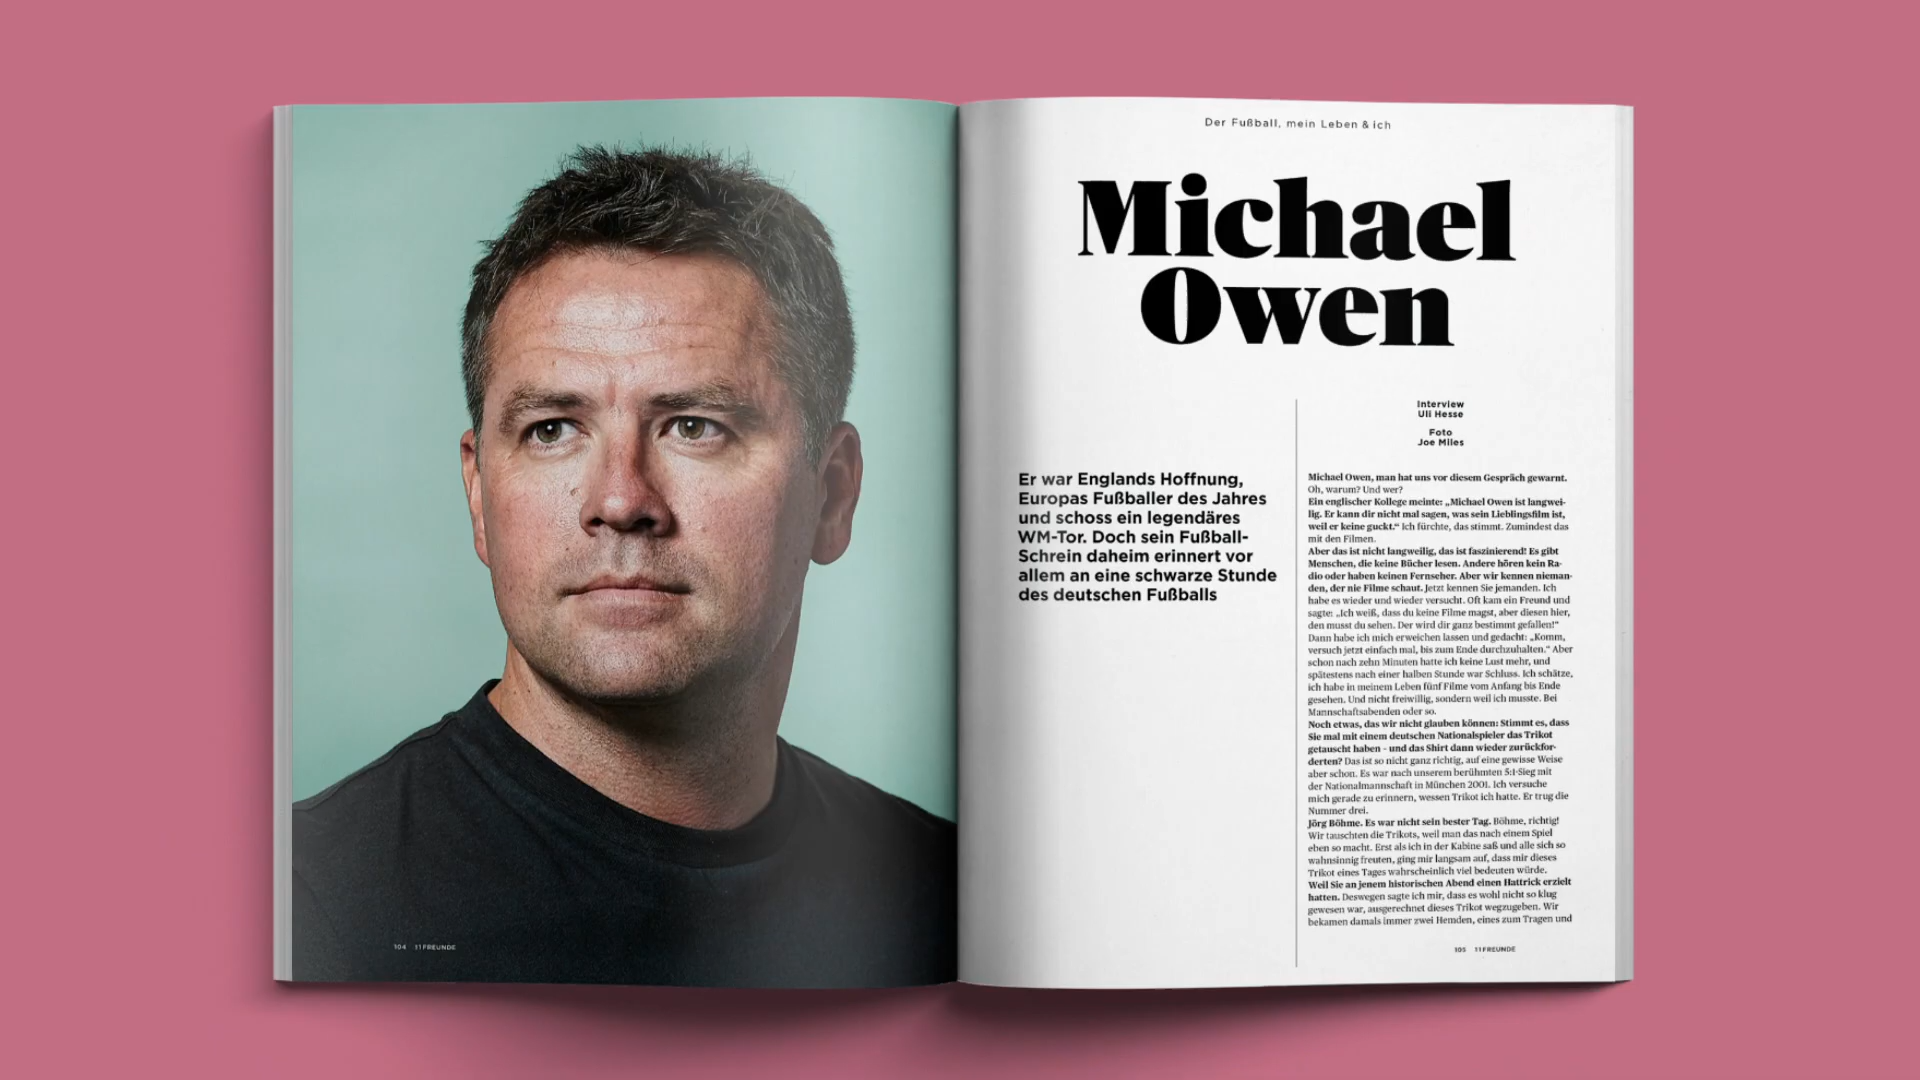 104 11FREUNDE
Der Fußball, mein Leben & ich
Michael
Owen
Er war Englands Hoffnung,
Europas Fußballer des Jahres
und schoss ein legendäres
WM-Tor. Doch sein Fußball-
Schrein daheim erinnert vor
allem an eine schwarze Stunde
des deutschen Fußballs
Interview
Uli Hesse
Foto
Joe Miles
Michael Owen, man hat uns vor diesem Gespräch gewarnt.
Oh, warum? Und wer?
Ein englischer Kollege meinte: „Michael Owen ist langwei-
lig. Er kann dir nicht mal sagen, was sein Lieblingsfilm ist,
weil er keine guckt.“ Ich fürchte, das stimmt. Zumindest das
mit den Filmen.
Aber das ist nicht langweilig, das ist faszinierend! Es gibt
Menschen, die keine Bücher lesen. Andere hören kein Ra-
dio oder haben keinen Fernseher. Aber wir kennen nieman-
den, der nie Filme schaut. Jetzt kennen Sie jemanden. Ich
habe es wieder und wieder versucht. Oft kam ein Freund und
sagte: „Ich weiß, dass du keine Filme magst, aber diesen hier,
den musst du sehen. Der wird dir ganz bestimmt gefallen!“
Dann habe ich mich erweichen lassen und gedacht: „Komm,
versuch jetzt einfach mal, bis zum Ende durchzuhalten.“ Aber
schon nach zehn Minuten hatte ich keine Lust mehr, und
spätestens nach einer halben Stunde war Schluss. Ich schätze,
ich habe in meinem Leben fünf Filme vom Anfang bis Ende
gesehen. Und nicht freiwillig, sondern weil ich musste. Bei
Mannschaftsabenden oder so.
Noch etwas, das wir nicht glauben können: Stimmt es, dass
Sie mal mit einem deutschen Nationalspieler das Trikot
getauscht haben – und das Shirt dann wieder zurückfor-
derten? Das ist so nicht ganz richtig, auf eine gewisse Weise
aber schon. Es war nach unserem berühmten 5:1-Sieg mit
der Nationalmannschaft in München 2001. Ich versuche
mich gerade zu erinnern, wessen Trikot ich hatte. Er trug die
Nummer drei.
Jörg Böhme. Es war nicht sein bester Tag. Böhme, richtig!
Wir tauschten die Trikots, weil man das nach einem Spiel
eben so macht. Erst als ich in der Kabine saß und alle sich so
wahnsinnig freuten, ging mir langsam auf, dass mir dieses
Trikot eines Tages wahrscheinlich viel bedeuten würde.
Weil Sie an jenem historischen Abend einen Hattrick erzielt
hatten. Deswegen sagte ich mir, dass es wohl nicht so klug
gewesen war, ausgerechnet dieses Trikot wegzugeben. Wir
bekamen damals immer zwei Hemden, eines zum Tragen und
105 11FREUNDE